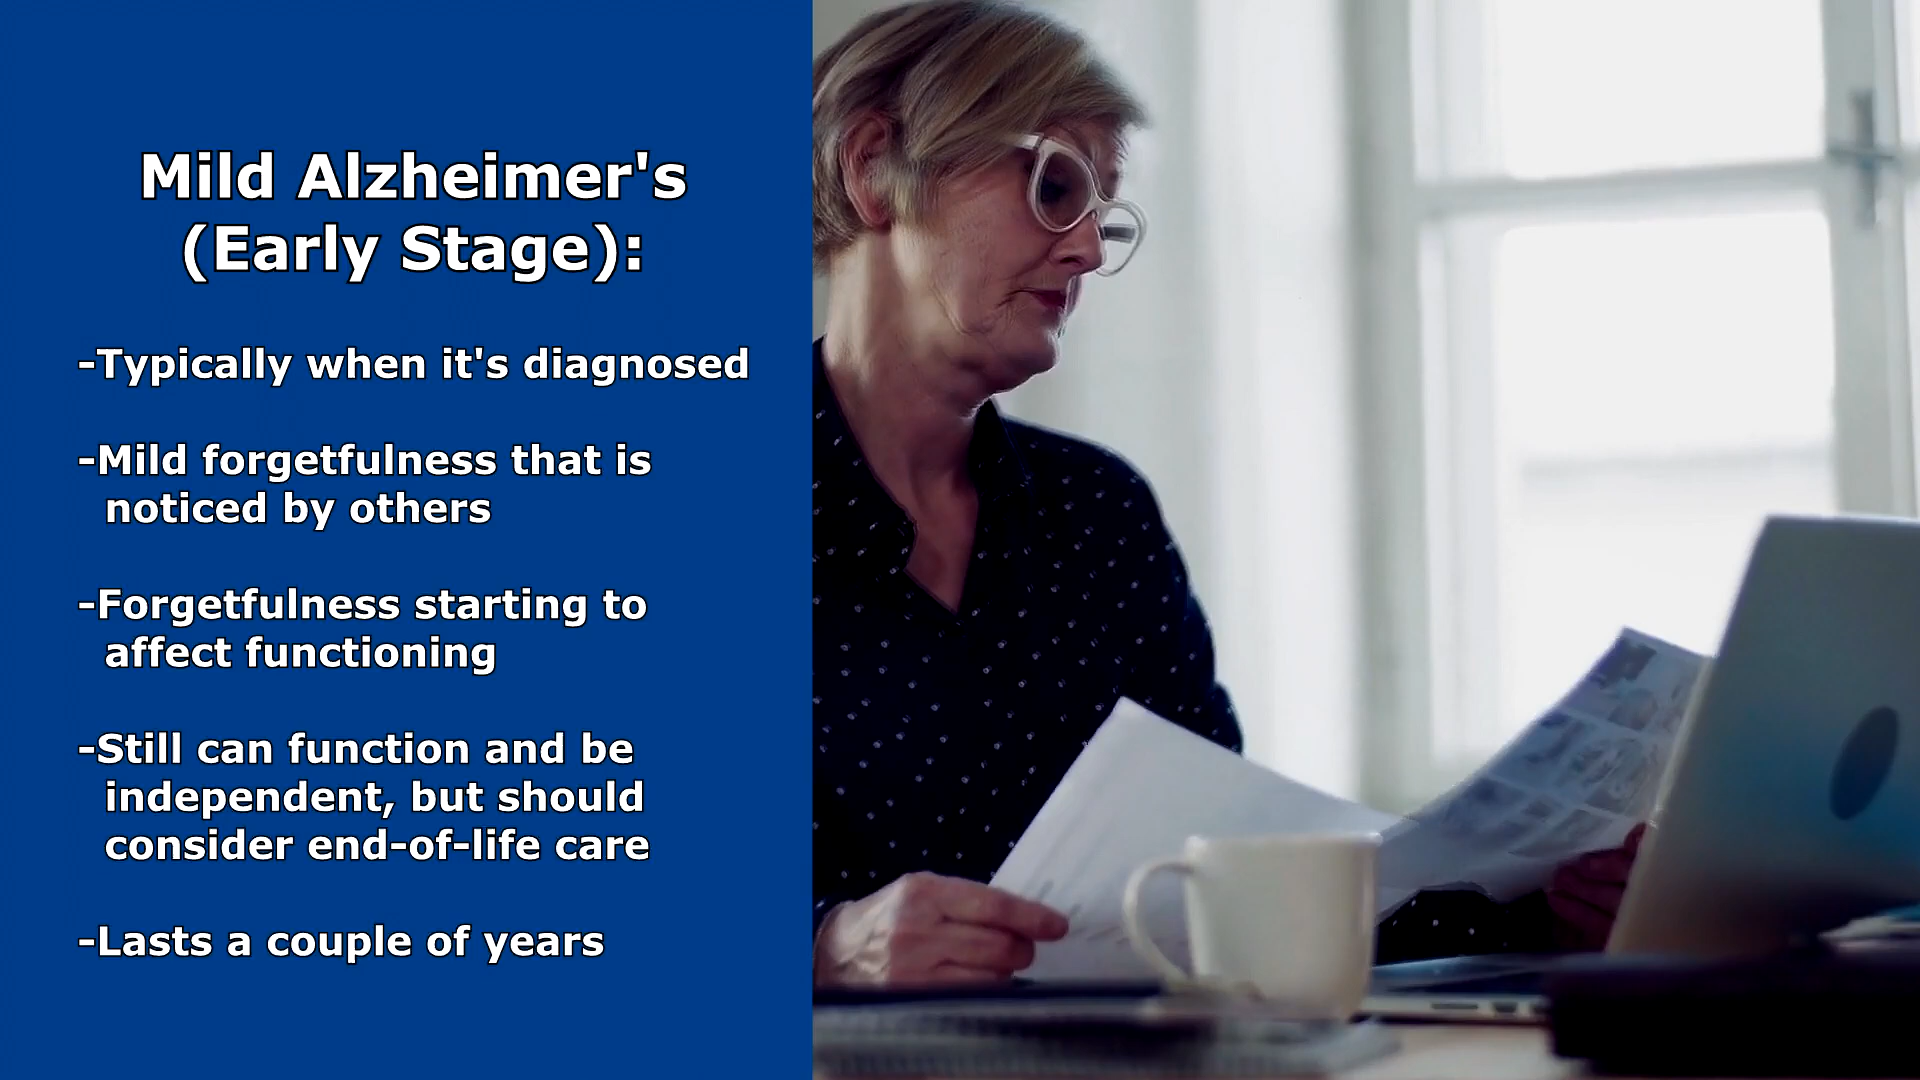 Mild Alzheimer's
(Early Stage):
-Typically when it's diagnosed
-Mild forgetfulness that is
noticed by others
-Forgetfulness starting to
affect functioning
-Still can function and be
independent, but should
consider end-of-life care
-Lasts a couple of years